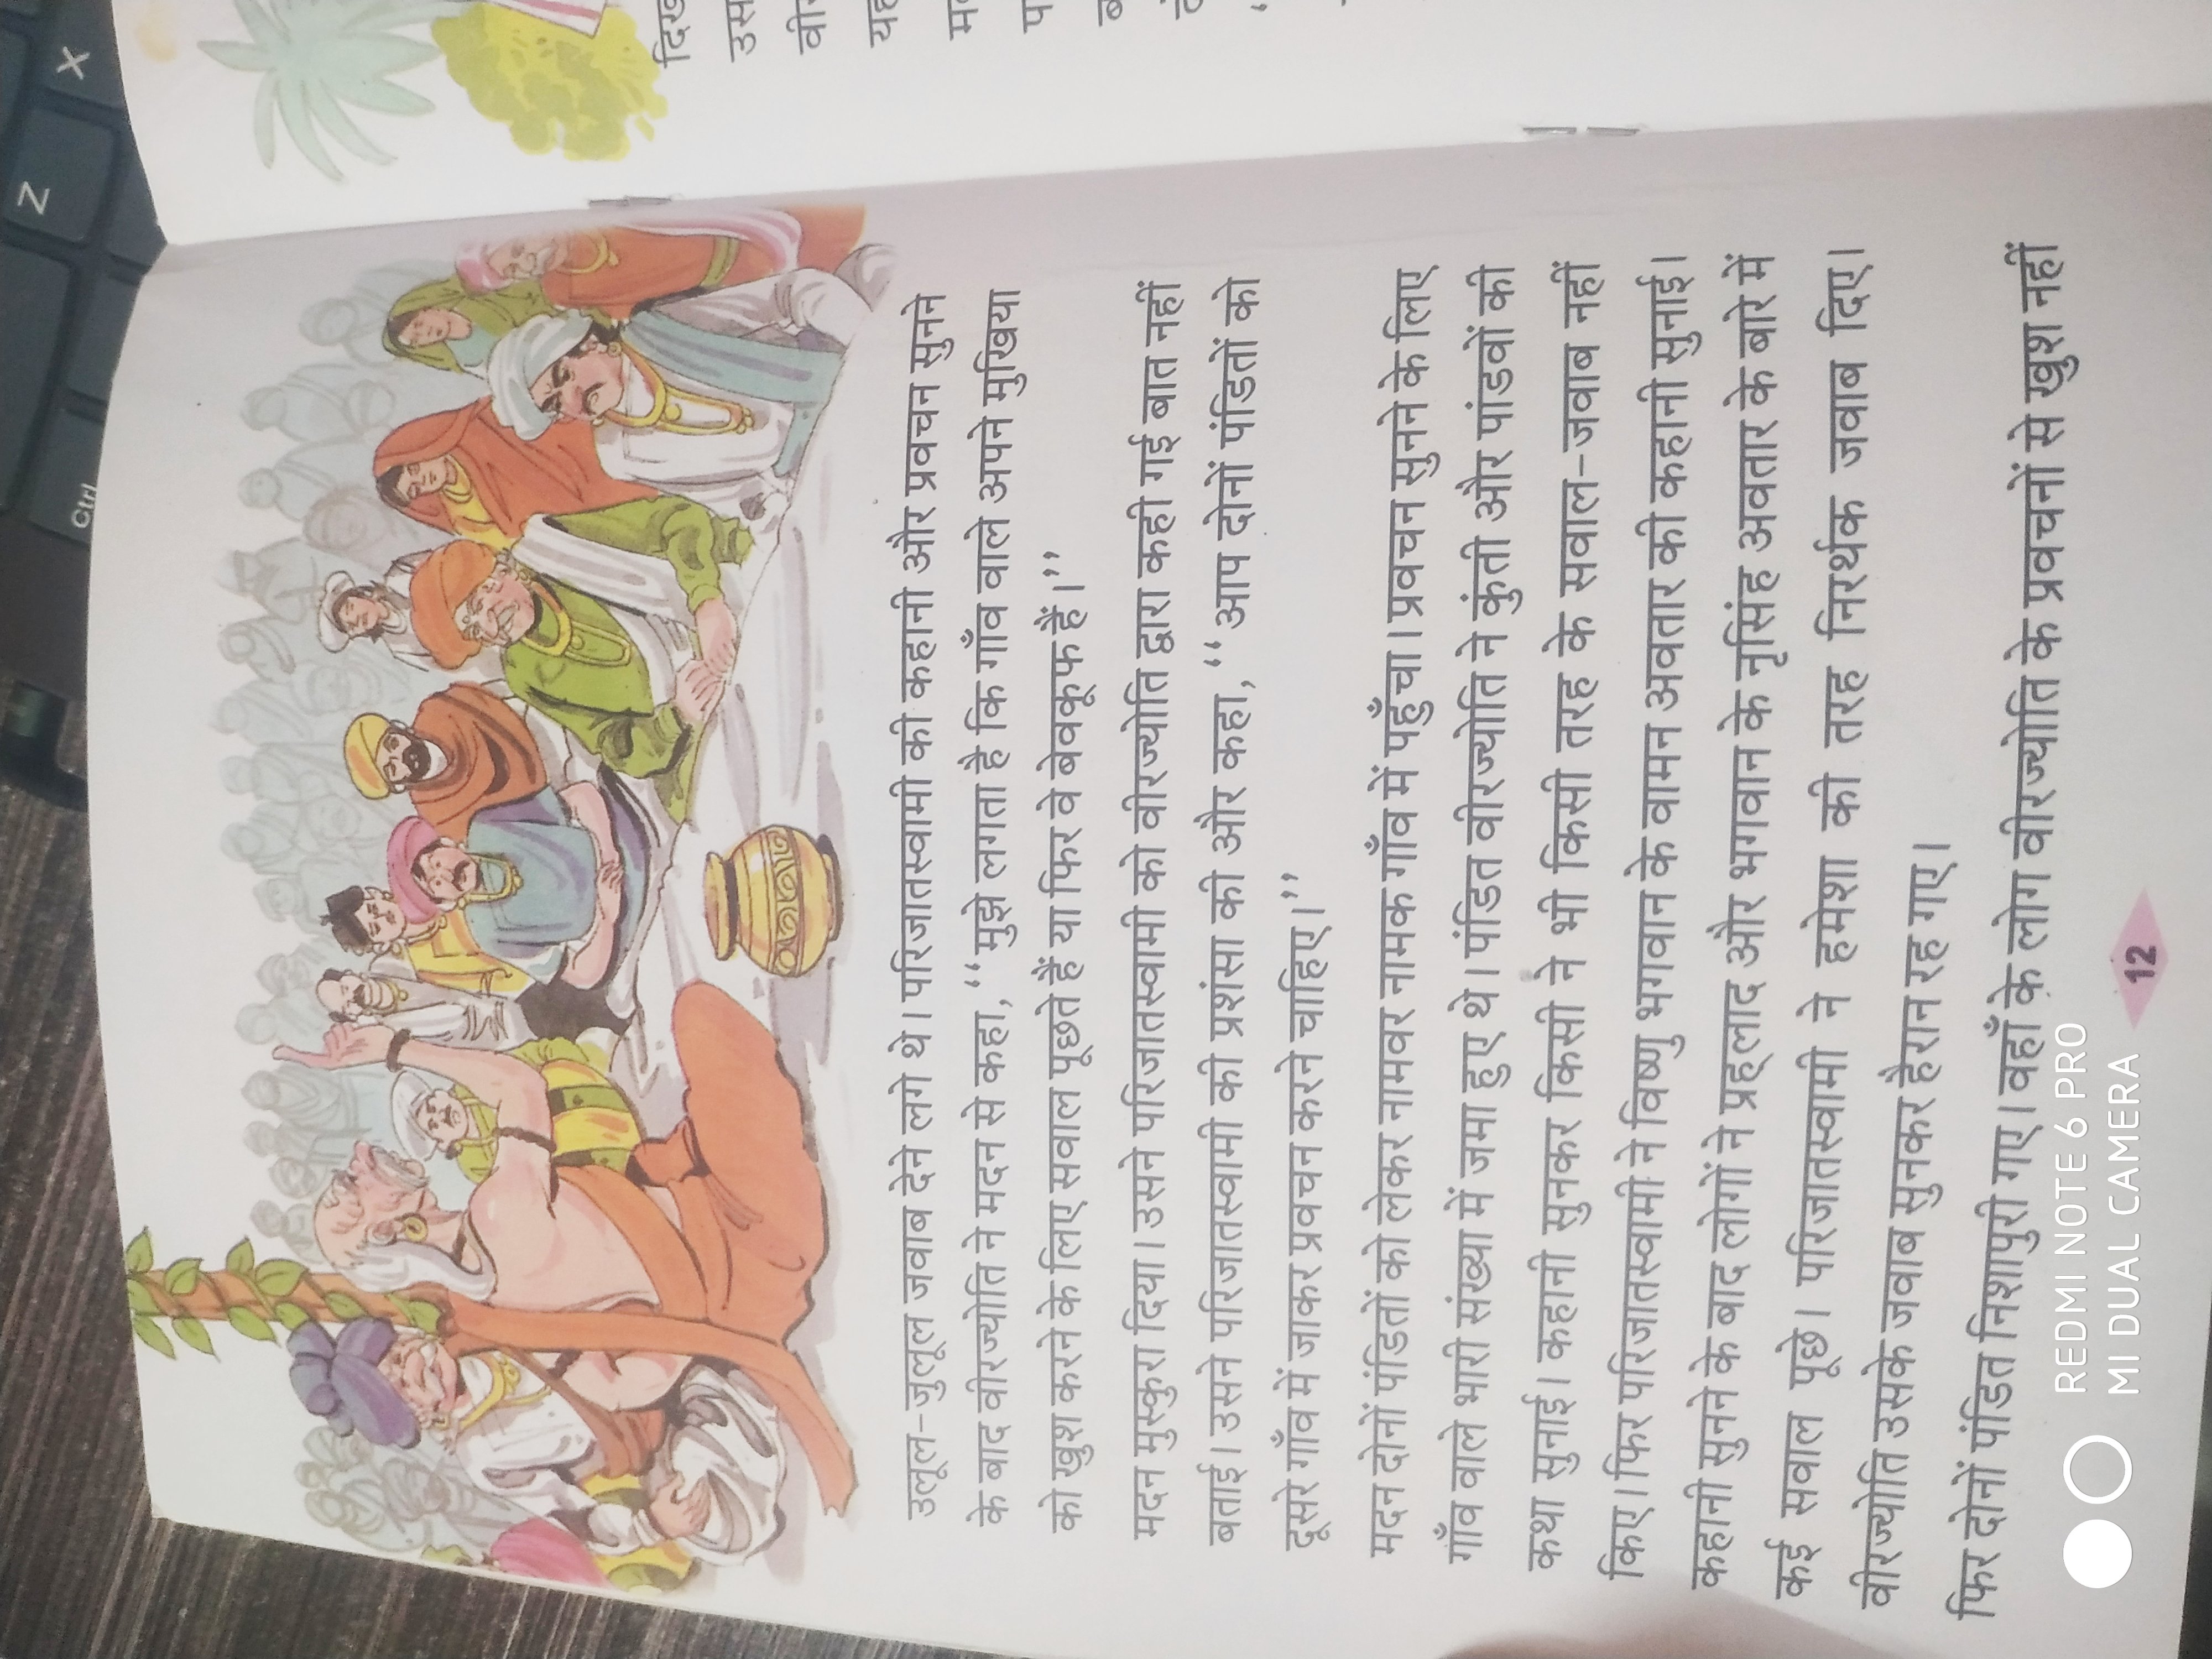 Ctrl
Z
X
उलूल-जुलूल जवाब देने लगे थे। परिजातस्वामी की कहानी और प्रवचन सुनने
के बाद वीरज्योति ने मदन से कहा, ‘‘मुझे लगता है कि गाँव वाले अपने मुखिया
को खुश करने के लिए सवाल पूछते हैं या फिर वे बेवकूफ हैं।’’
मदन मुस्कुरा दिया। उसने परिजातस्वामी को वीरज्योति द्वारा कही गई बात नहीं
बताई। उसने परिजातस्वामी की प्रशंसा की और कहा, ‘‘आप दोनों पंडितों को
दूसरे गाँव में जाकर प्रवचन करने चाहिए।’’
मदन दोनों पंडितों को लेकर नामवर नामक गाँव में पहुँचा। प्रवचन सुनने के लिए
गाँव वाले भारी संख्या में जमा हुए थे। पंडित वीरज्योति ने कुंती और पांडवों की
कथा सुनाई। कहानी सुनकर किसी ने भी किसी तरह के सवाल-जवाब नहीं
किए। फिर परिजातस्वामी ने विष्णु भगवान के वामन अवतार की कहानी सुनाई।
कहानी सुनने के बाद लोगों ने प्रह्लाद और भगवान के नृसिंह अवतार के बारे में
कई सवाल पूछे। परिजातस्वामी ने हमेशा की तरह निरर्थक जवाब दिए।
वीरज्योति उसके जवाब सुनकर हैरान रह गए।
फिर दोनों पंडित निशापुरी गए। वहाँ के लोग वीरज्योति के प्रवचनों से खुश नहीं
12
उस
यह
REDMI NOTE 6 PRO
MI DUAL CAMERA